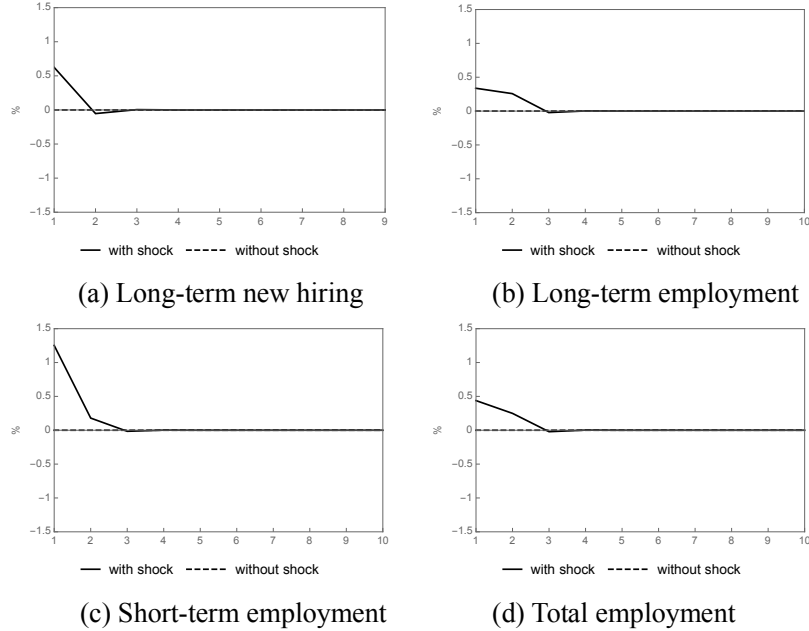 1.5
1
0.5
0
−0.5
−1
−1.5
%
1 2 3 4 5 6 7 8 9
with shock without shock
(a) Long-term new hiring
1.5
1
0.5
0
−0.5
−1
−1.5
%
1 2 3 4 5 6 7 8 9 10
with shock without shock
(b) Long-term employment
1.5
1
0.5
0
−0.5
−1
−1.5
%
1 2 3 4 5 6 7 8 9 10
with shock without shock
(c) Short-term employment
1.5
1
0.5
0
−0.5
−1
−1.5
%
1 2 3 4 5 6 7 8 9 10
with shock without shock
(d) Total employment